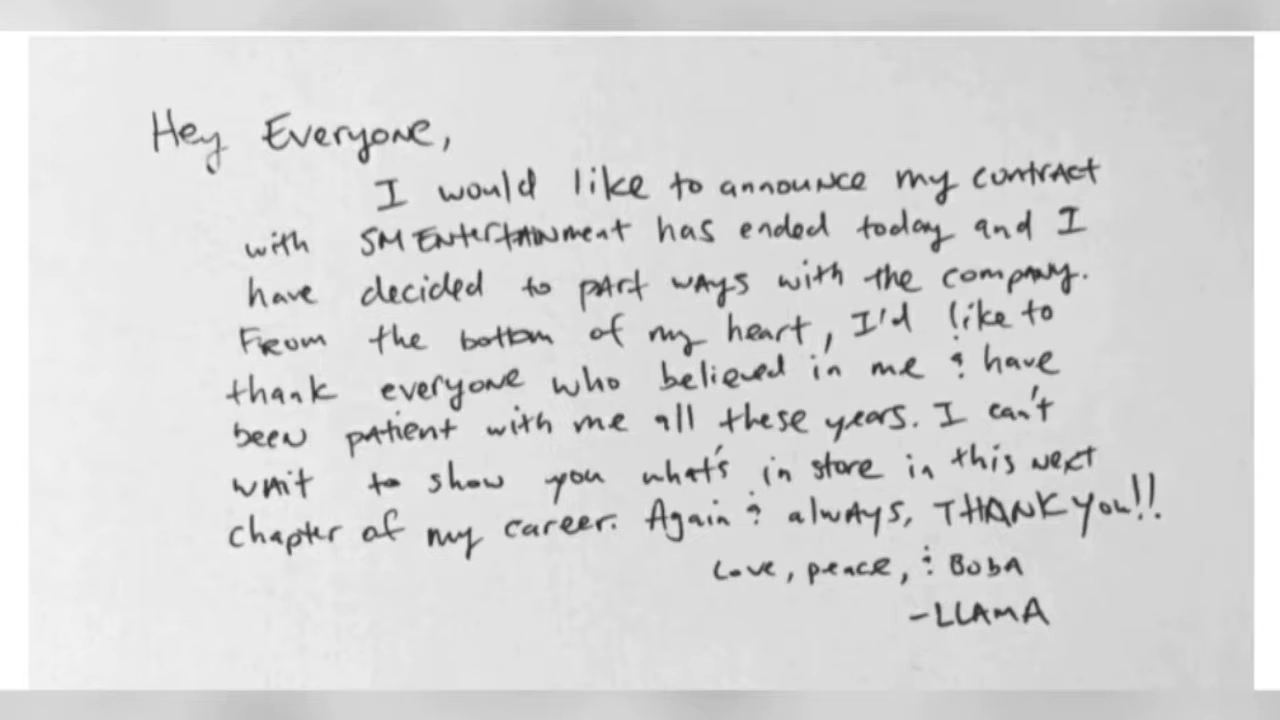 Hey Everyone,
I would like to announce my contract
with SM Entertainment has ended today and I
have decided to part ways with the company.
From the bottom of my heart, I'd like to
thank everyone who believed in me & have
been patient with me all these years. I can't
wait to show you what's in store in this next
chapter of my career. Again & always, THANK YOU!!
Love, peace, & Boba
-LLAMA